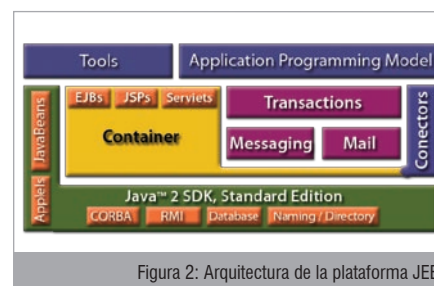 Tools
Application Programming Model
JavaBeans
EJBs
JSPs
Servlets
Transactions
Conectors
Container
Messaging
Mail
Applets
Java™ 2 SDK, Standard Edition
CORBA
RMI
Database
Naming / Directory
Figura 2: Arquitectura de la plataforma JEE